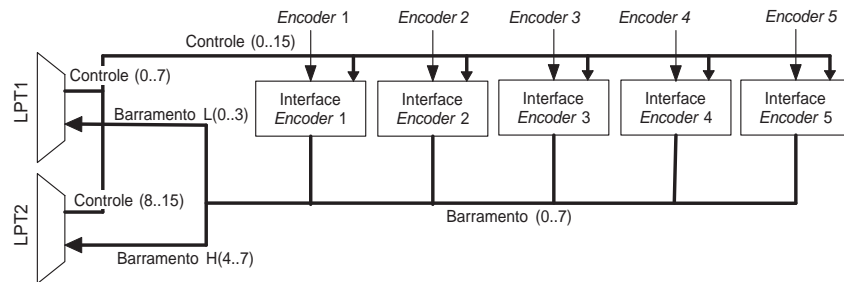 Encoder 1
Encoder 2
Encoder 3
Encoder 4
Encoder 5
Controle (0..15)
LPT1
Controle (0..7)
Barramento L(0..3)
Interface
Encoder 1
Interface
Encoder 2
Interface
Encoder 3
Interface
Encoder 4
Interface
Encoder 5
LPT2
Controle (8..15)
Barramento (0..7)
Barramento H(4..7)